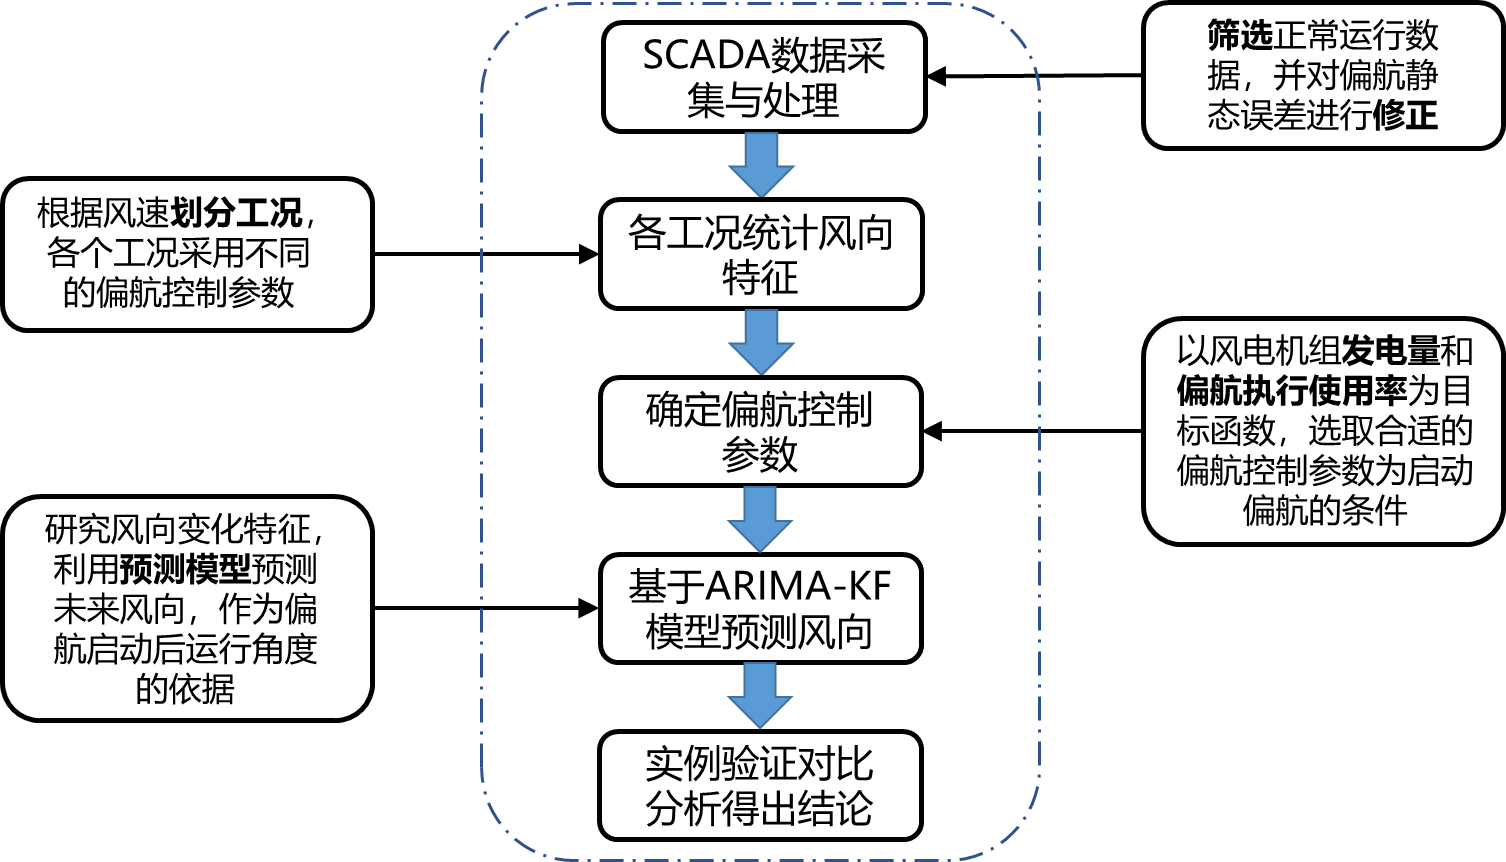 SCADA数据采
集与处理
筛选正常运行数
据，并对偏航静
态误差进行修正
根据风速划分工况，
各个工况采用不同
的偏航控制参数
各工况统计风向
特征
确定偏航控制
参数
以风电机组发电量和
偏航执行使用率为目
标函数，选取合适的
偏航控制参数为启动
偏航的条件
研究风向变化特征，
利用预测模型预测
未来风向，作为偏
航启动后运行角度
的依据
基于ARIMA-KF
模型预测风向
实例验证对比
分析得出结论